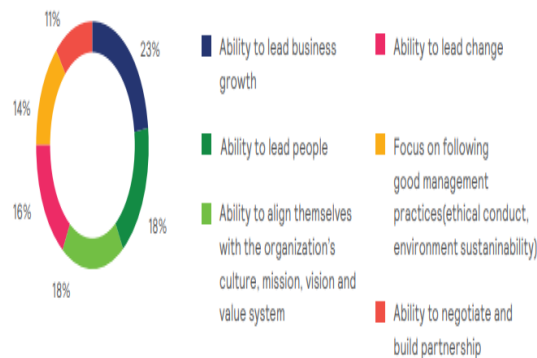 11%
23%
14%
16%
18%
18%
Ability to lead business
growth
Ability to lead people
Ability to align themselves
with the organization's
culture, mission, vision and
value system
Ability to lead change
Focus on following
good management
practices(ethical conduct,
environment sustaninability)
Ability to negotiate and
build partnership